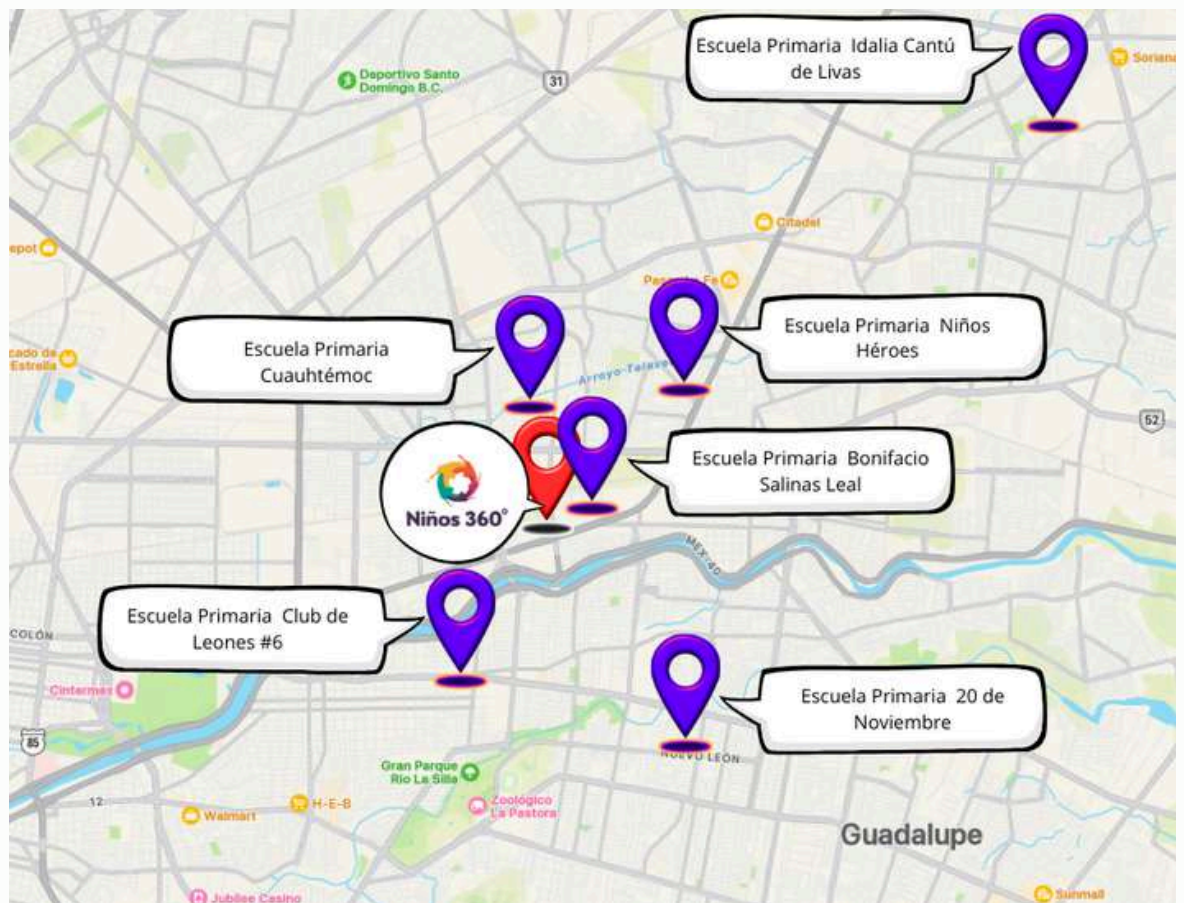 Escuela Primaria Idalia Cantú
de Livas
Soriana
Deportivo Santo
Domingo B.C.
31
Citadel
epot
Escuela Primaria Niños
Héroes
Escuela Primaria
Cuauhtémoc
cado de
Estrella
Arroyo Talave
52
Escuela Primaria Bonifacio
Salinas Leal
Niños 360°
MEX-40
Escuela Primaria Club de
Leones #6
COLÓN
Cintermex
Escuela Primaria 20 de
Noviembre
85
NUEVO LEÓN
Gran Parque
Río La Silla
Zoológico
La Pastora
12
H-E-B
Walmart
Guadalupe
Jubilee Casino
Sunmall